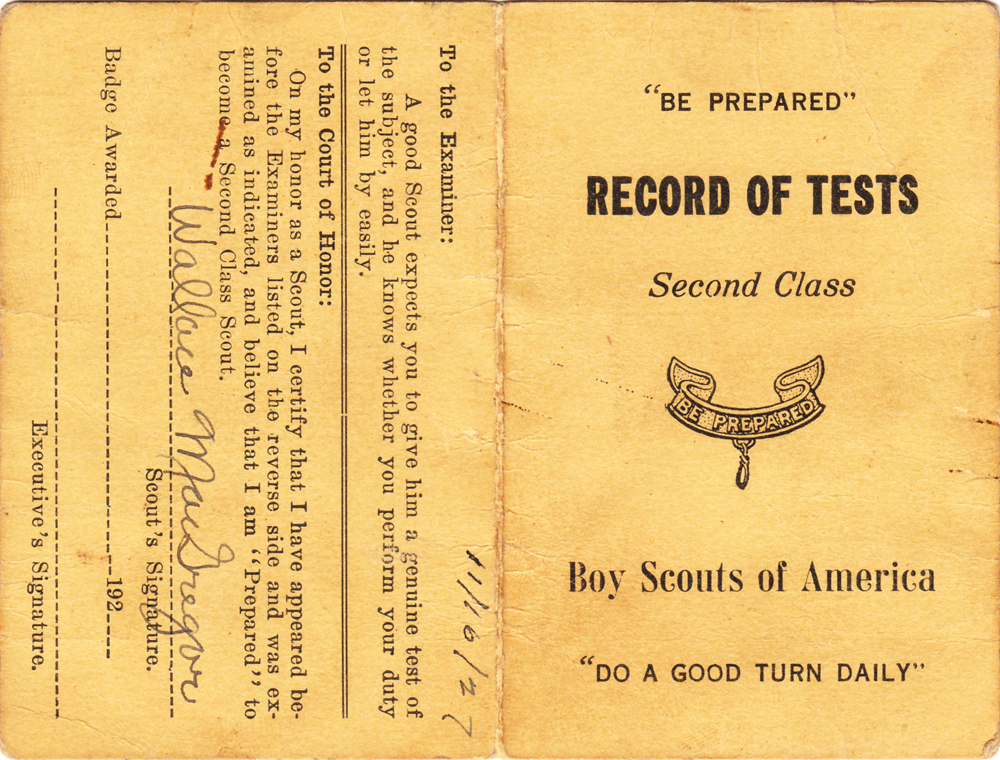 "BE PREPARED"
RECORD OF TESTS
Second Class
BE PREPARED
Boy Scouts of America
"DO A GOOD TURN DAILY"
11/16/27
To the Examiner:
A good Scout expects you to give him a genuine test of
the subject, and he knows whether you perform your duty
or let him by easily.
To the Court of Honor:
On my honor as a Scout, I certify that I have appeared be-
fore the Examiners listed on the reverse side and was ex-
amined as indicated, and believe that I am "Prepared" to
become a Second Class Scout.
Wallace MacGregor
Scout's Signature.
Badge Awarded 192
Executive's Signature.